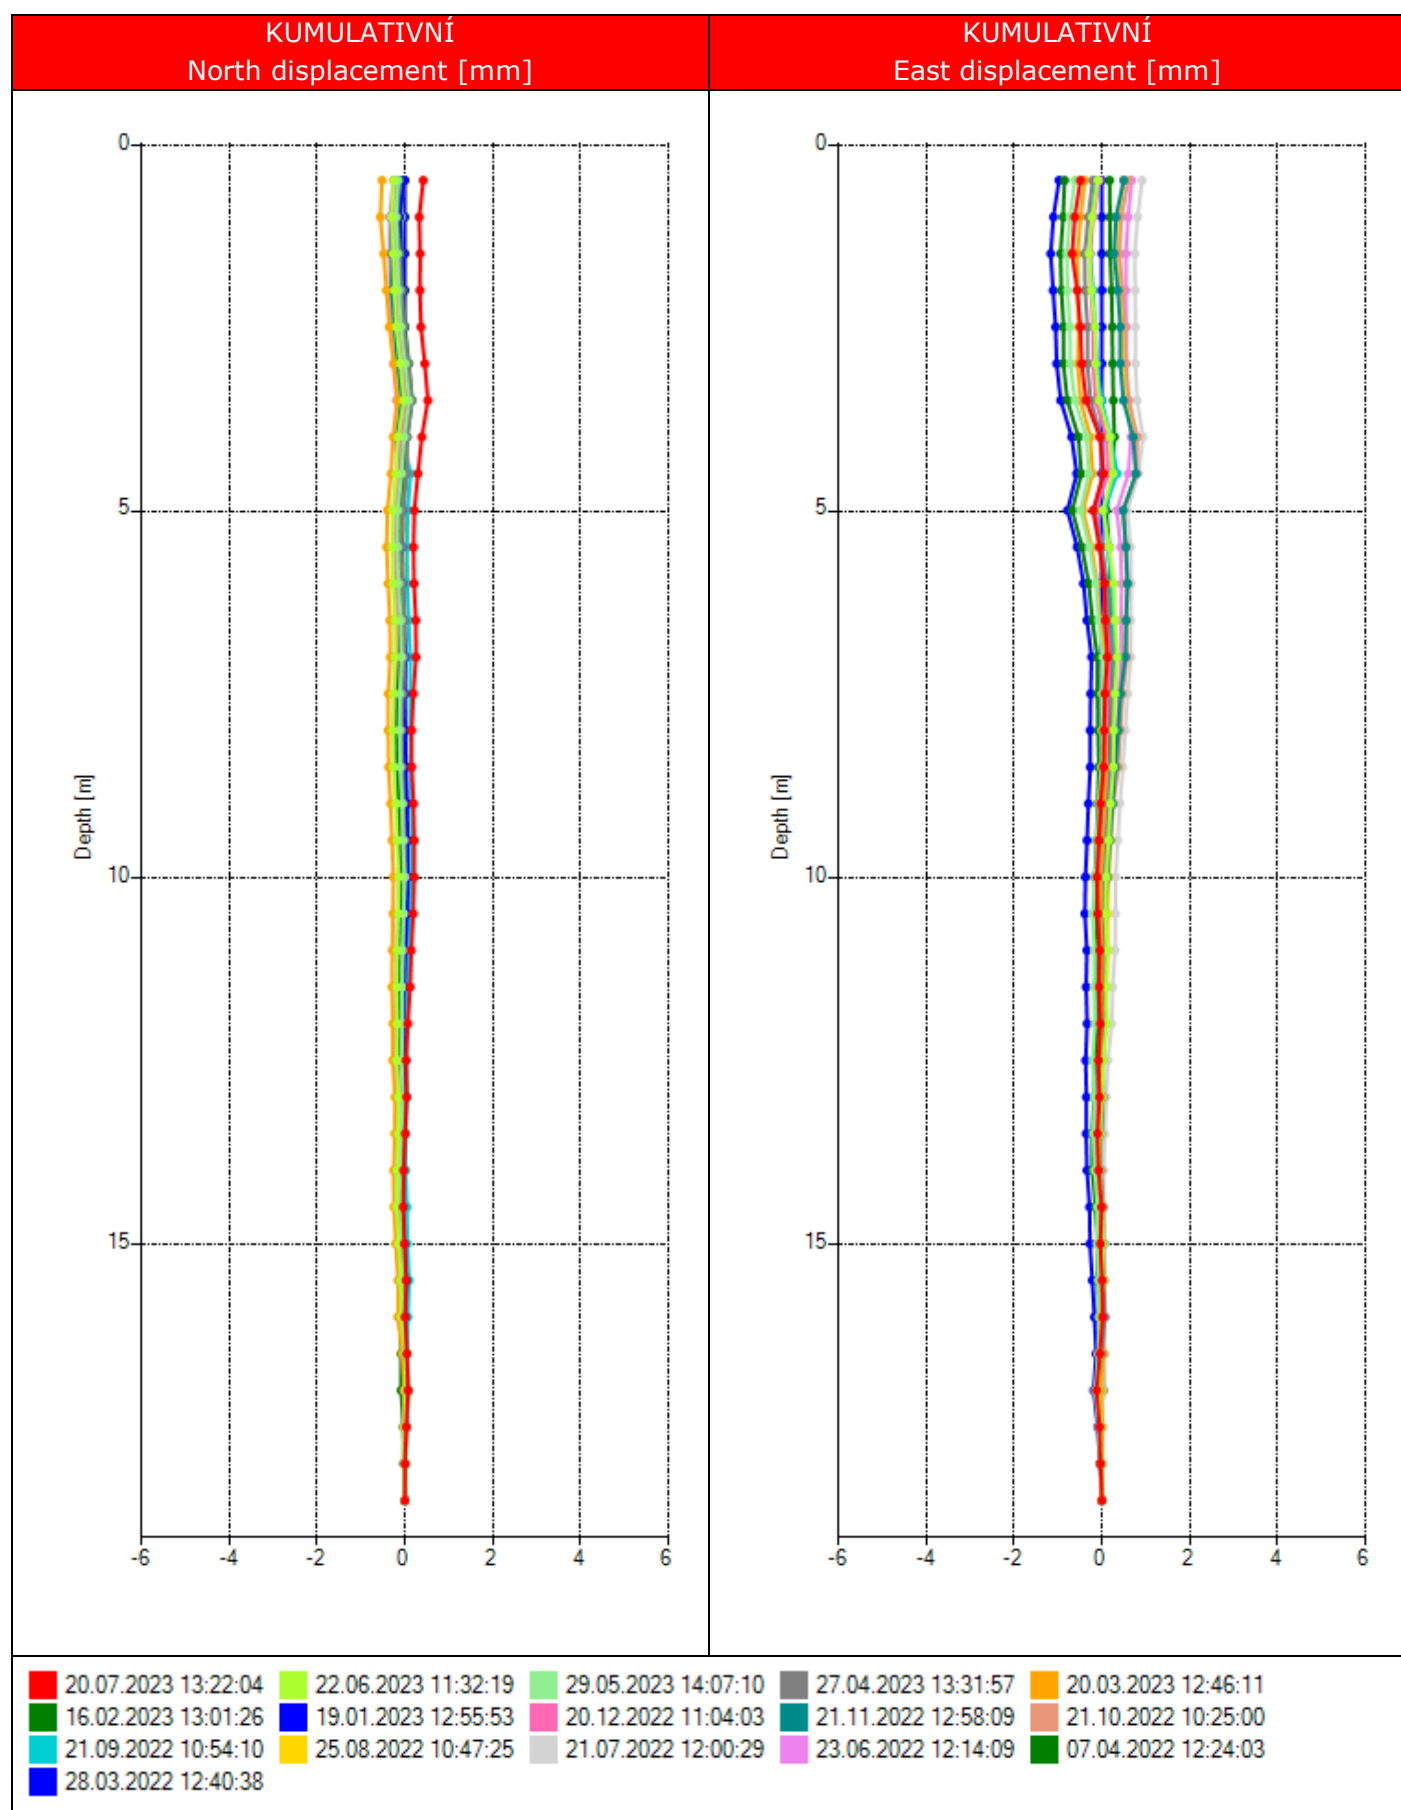 KUMULATIVNÍ
North displacement [mm]
KUMULATIVNÍ
East displacement [mm]
0
5
10
15
Depth [m]
-6 -4 -2 0 2 4 6
0
5
10
15
Depth [m]
-6 -4 -2 0 2 4 6
20.07.2023 13:22:04 22.06.2023 11:32:19 29.05.2023 14:07:10 27.04.2023 13:31:57 20.03.2023 12:46:11
16.02.2023 13:01:26 19.01.2023 12:55:53 20.12.2022 11:04:03 21.11.2022 12:58:09 21.10.2022 10:25:00
21.09.2022 10:54:10 25.08.2022 10:47:25 21.07.2022 12:00:29 23.06.2022 12:14:09 07.04.2022 12:24:03
28.03.2022 12:40:38